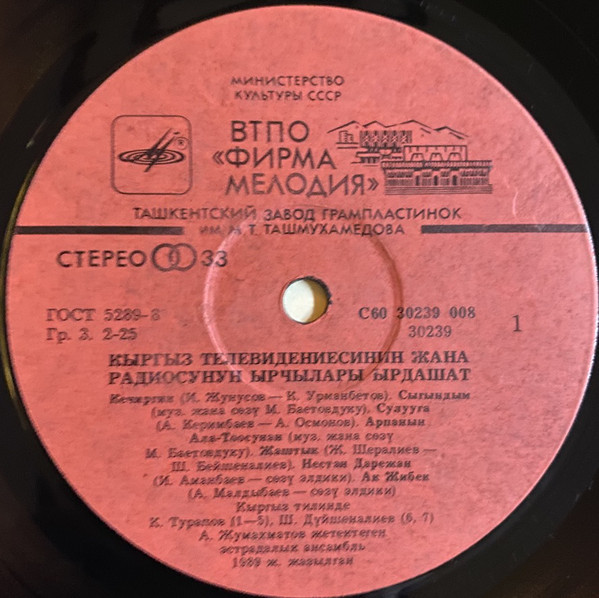 МИНИСТЕРСТВО
КУЛЬТУРЫ СССР
ВТПО
«ФИРМА
МЕЛОДИЯ»
ТАШКЕНТСКИЙ ЗАВОД ГРАМПЛАСТИНОК
ИМ. М. Т. ТАШМУХАМЕДОВА
СТЕРЕО 33
ГОСТ 5289-8
Гр. 3. 2-25
С60 30239 008
30239
1
КЫРГЫЗ ТЕЛЕВИДЕНИЕСИНИН ЖАНА
РАДИОСУНУН ЫРЧЫЛАРЫ ЫРДАШАТ
Кечиргин (И. Жунусов — К. Урманбетов). Сыгындым
(муз. жана сөзү М. Баетовдуку). Сулууга
(А. Керимбаев — А. Осмонов). Арпанын
Ала-Тоосунан (муз. жана сөзү
М. Баетовдуку). Жаштык (Ж. Шералиев —
Ш. Бейшеналиев). Нестан Дарежан
(И. Аманбаев — сөзү элдики). Ак Жибек
(А. Малдыбаев — сөзү элдики)
Кыргыз тилинде
К. Турапов (1—5), Ш. Дүйшеналиев (6, 7)
А. Жумахматов жетектеген
эстрадалык ансамбль
1989 ж. жазылган